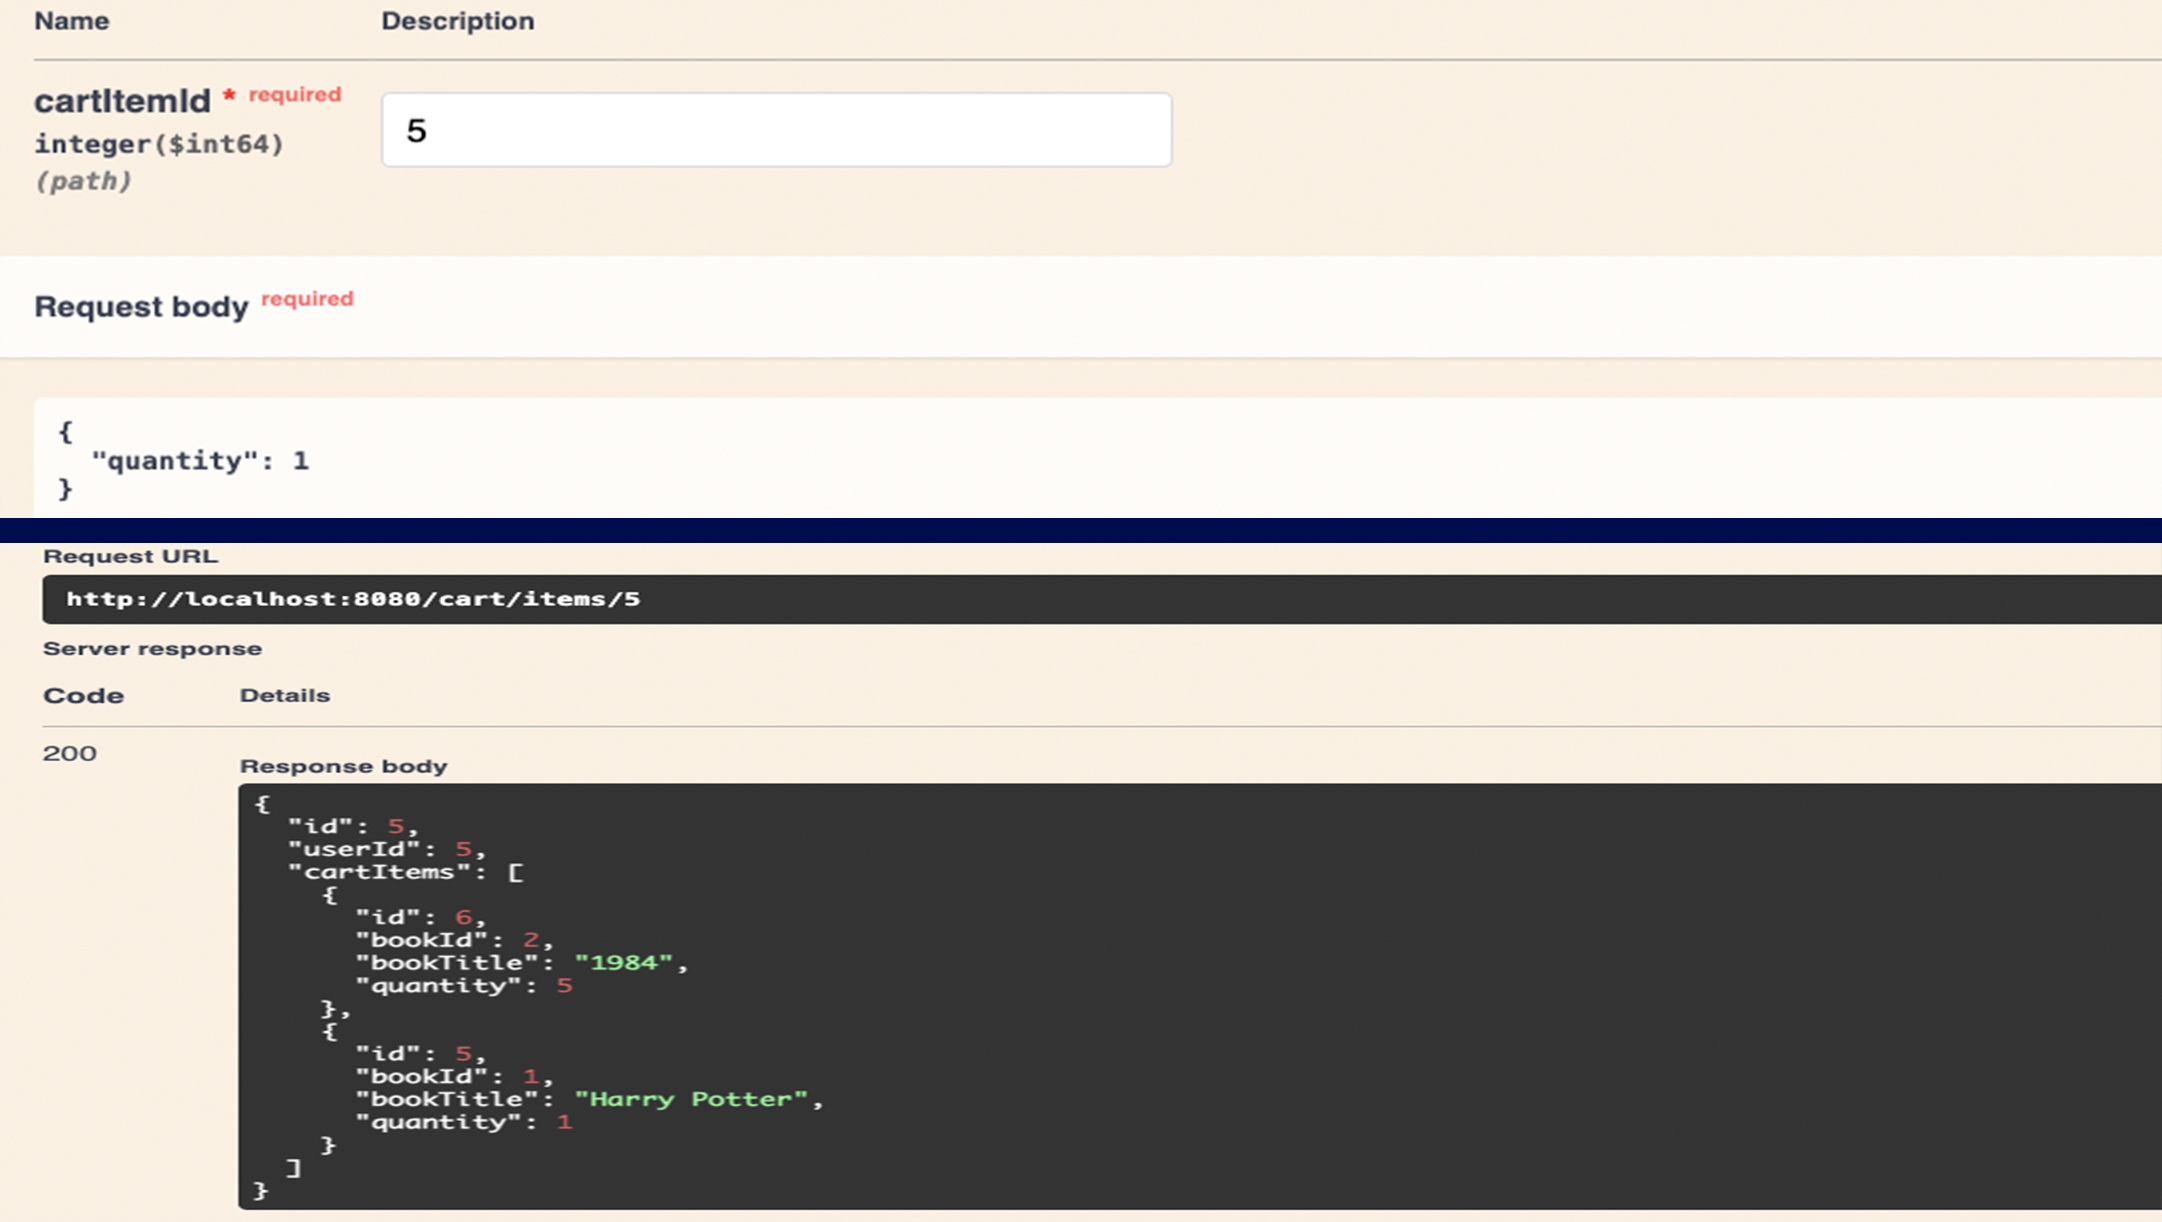 Name Description
cartItemId * required
5
integer($int64)
(path)
Request body required
{
  "quantity": 1
}
Request URL
http://localhost:8080/cart/items/5
Server response
Code Details
200
Response body
{
  "id": 5,
  "userId": 5,
  "cartItems": [
    {
      "id": 6,
      "bookId": 2,
      "bookTitle": "1984",
      "quantity": 5
    },
    {
      "id": 5,
      "bookId": 1,
      "bookTitle": "Harry Potter",
      "quantity": 1
    }
  ]
}